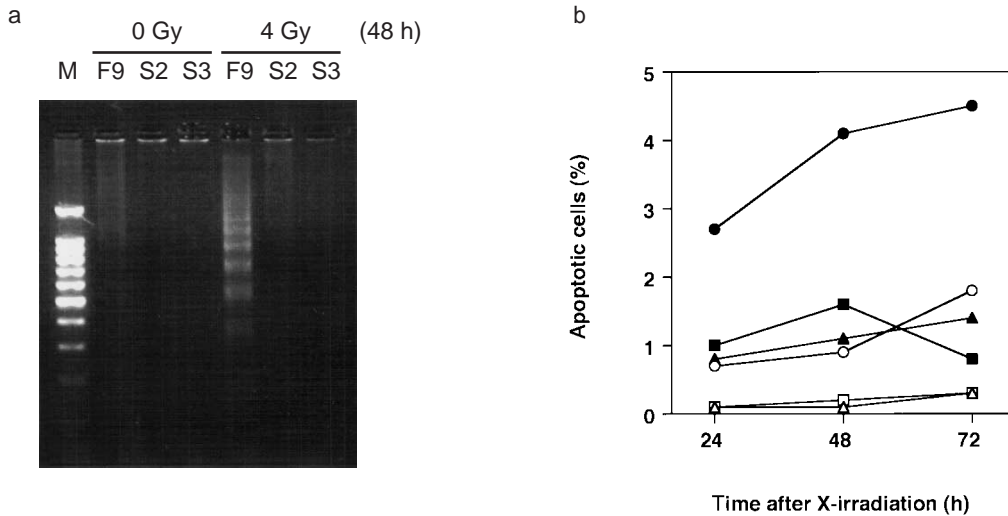 a
0 Gy 4 Gy (48 h)
M F9 S2 S3 F9 S2 S3
b
5
4
3
2
1
0
Apoptotic cells (%)
24 48 72
Time after X-irradiation (h)